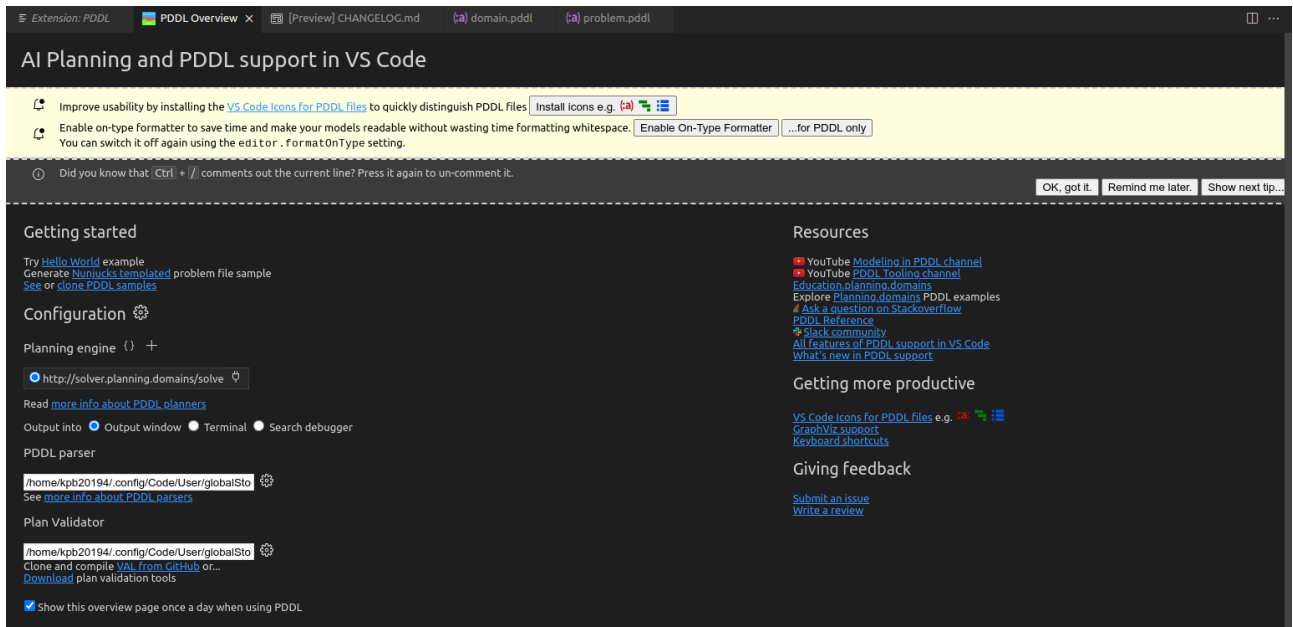 Extension: PDDL
PDDL Overview
[Preview] CHANGELOG.md
(:a) domain.pddl
(:a) problem.pddl
AI Planning and PDDL support in VS Code
Improve usability by installing the VS Code Icons for PDDL files to quickly distinguish PDDL files Install icons e.g. (:a)
Enable on-type formatter to save time and make your models readable without wasting time formatting whitespace. Enable On-Type Formatter ...for PDDL only
You can switch it off again using the editor.formatOnType setting.
Did you know that Ctrl + / comments out the current line? Press it again to un-comment it.
OK, got it. Remind me later. Show next tip...
Getting started
Try Hello World example
Generate Nunjucks templated problem file sample
See or clone PDDL samples
Configuration
Planning engine {} +
http://solver.planning.domains/solve
Read more info about PDDL planners
Output into Output window Terminal Search debugger
PDDL parser
/home/kpb20194/.config/Code/User/globalSto
See more info about PDDL parsers
Plan Validator
/home/kpb20194/.config/Code/User/globalSto
Clone and compile VAL from GitHub or...
Download plan validation tools
Show this overview page once a day when using PDDL
Resources
YouTube Modeling in PDDL channel
YouTube PDDL Tooling channel
Education.planning.domains
Explore Planning.domains PDDL examples
Ask a question on Stackoverflow
PDDL Reference
Slack community
All features of PDDL support in VS Code
What's new in PDDL support
Getting more productive
VS Code Icons for PDDL files e.g. (:a)
GraphViz support
Keyboard shortcuts
Giving feedback
Submit an issue
Write a review